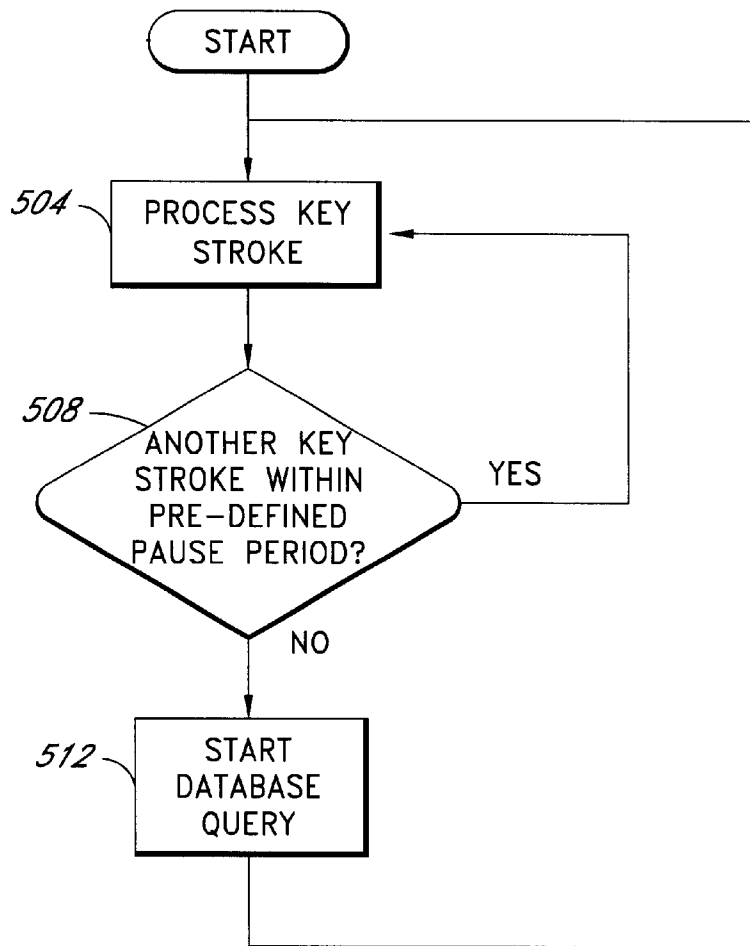 START
504
PROCESS KEY
STROKE
508
ANOTHER KEY
STROKE WITHIN
PRE-DEFINED
PAUSE PERIOD?
YES
NO
512
START
DATABASE
QUERY